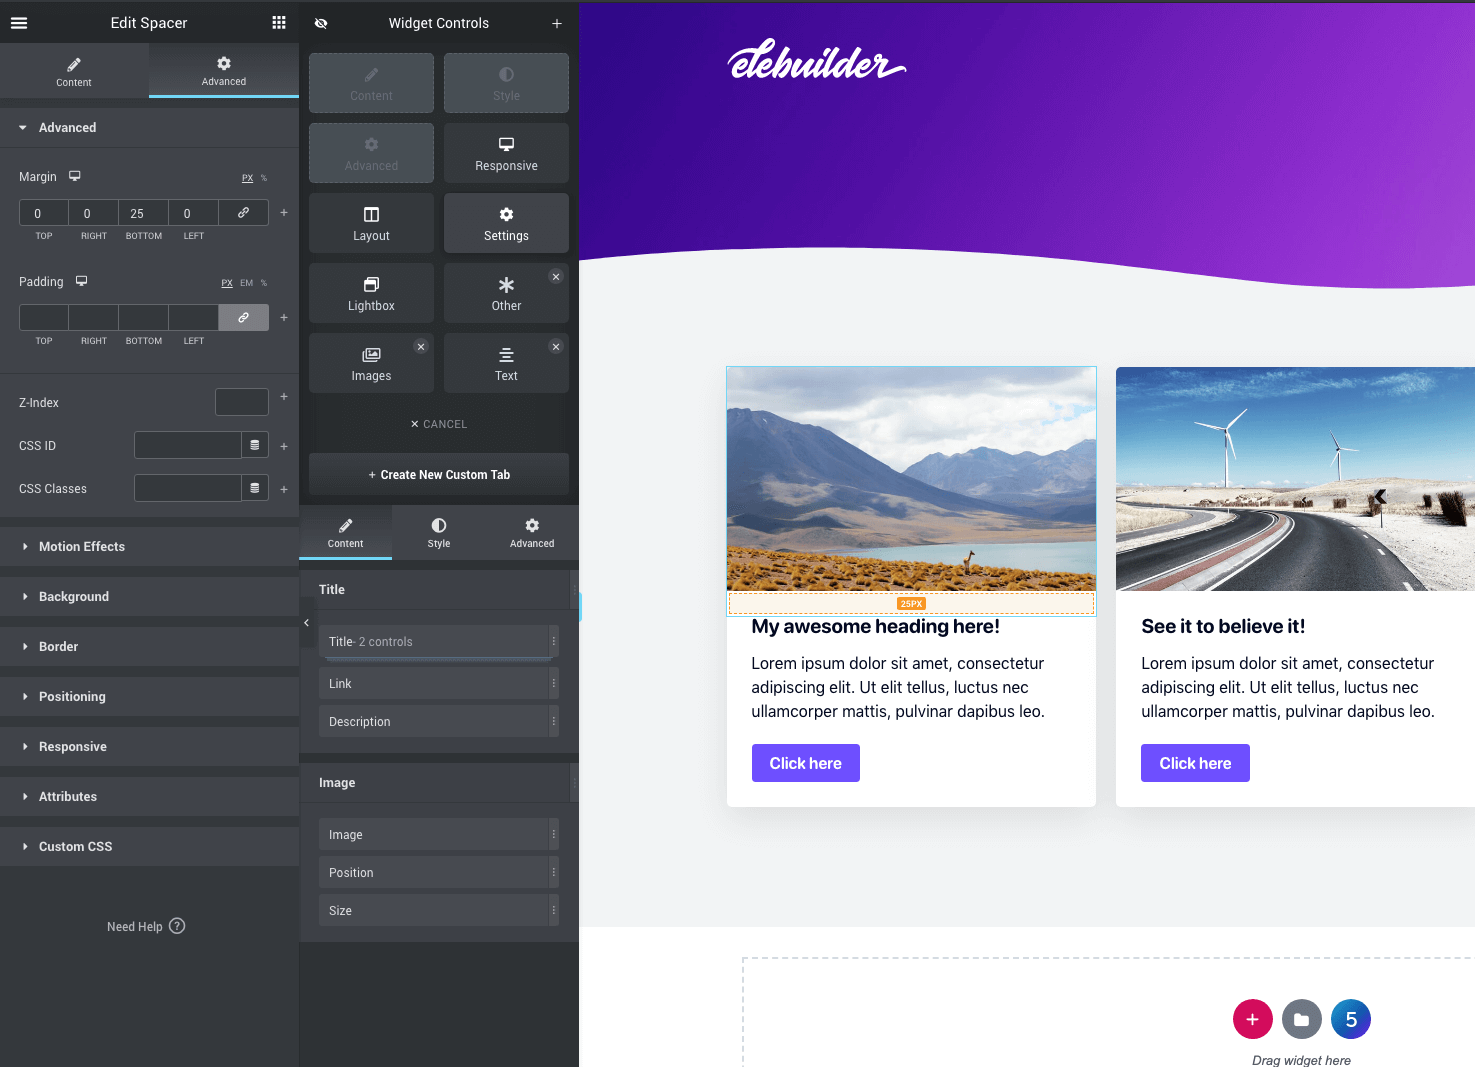 Edit Spacer
Content
Advanced
Advanced
Margin
PX %
0 0 25 0
TOP RIGHT BOTTOM LEFT
Padding
PX EM %
TOP RIGHT BOTTOM LEFT
Z-Index
CSS ID
CSS Classes
Motion Effects
Background
Border
Positioning
Responsive
Attributes
Custom CSS
Need Help ?
Widget Controls +
Content
Style
Advanced
Responsive
Layout
Settings
Lightbox
Other
Images
Text
× CANCEL
+ Create New Custom Tab
Content
Style
Advanced
Title
Title- 2 controls
Link
Description
Image
Image
Position
Size
elebuilder
25PX
My awesome heading here!
Lorem ipsum dolor sit amet, consectetur
adipiscing elit. Ut elit tellus, luctus nec
ullamcorper mattis, pulvinar dapibus leo.
Click here
See it to believe it!
Lorem ipsum dolor sit amet, consectetur
adipiscing elit. Ut elit tellus, luctus nec
ullamcorper mattis, pulvinar dapibus leo.
Click here
5
Drag widget here